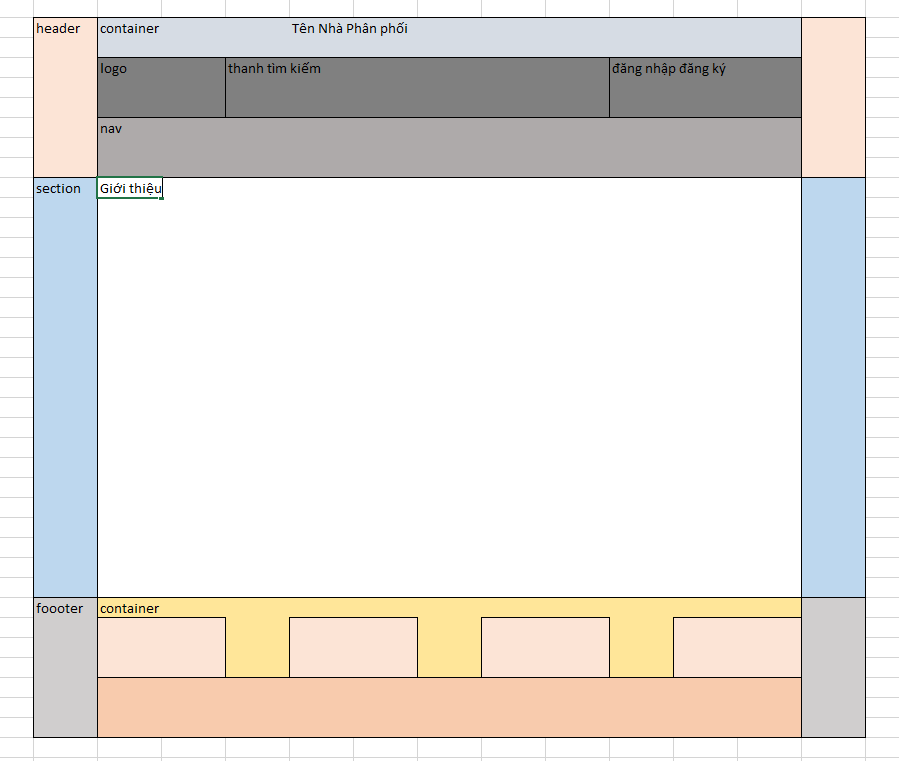 header
container
Tên Nhà Phân phối
logo
thanh tìm kiếm
đăng nhập đăng ký
nav
section
Giới thiệu
foooter
container